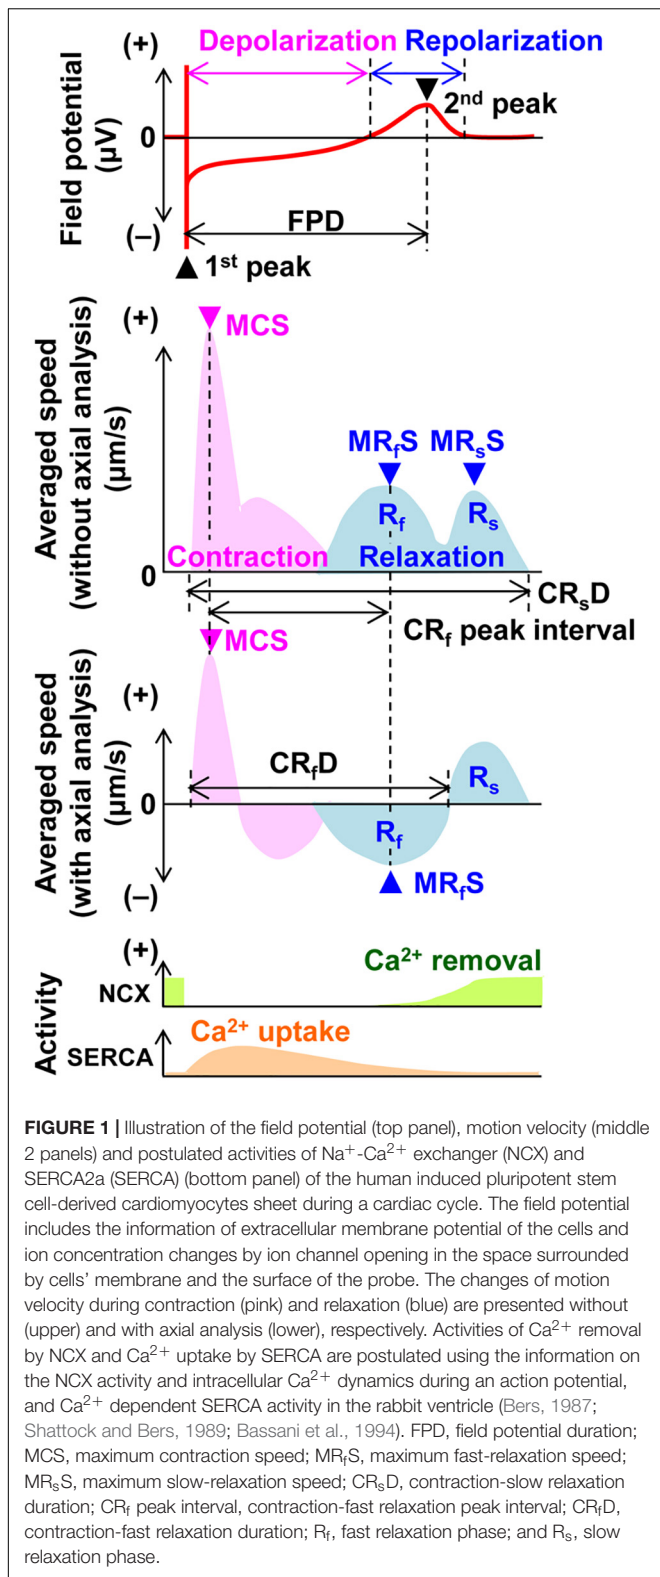 Depolarization Repolarization
(+)
2nd peak
0
Field potential
(µV)
FPD
(–)
1st peak
(+)
MCS
Averaged speed
(without axial analysis)
(µm/s)
MRfS MRsS
Rf Rs
Contraction Relaxation
0
CRsD
CRf peak interval
MCS
(+)
Averaged speed
(with axial analysis)
(µm/s)
CRfD
Rs
0
Rf
MRfS
(–)
(+)
Ca2+ removal
Activity
NCX
Ca2+ uptake
SERCA
FIGURE 1 | Illustration of the field potential (top panel), motion velocity (middle
2 panels) and postulated activities of Na+-Ca2+ exchanger (NCX) and
SERCA2a (SERCA) (bottom panel) of the human induced pluripotent stem
cell-derived cardiomyocytes sheet during a cardiac cycle. The field potential
includes the information of extracellular membrane potential of the cells and
ion concentration changes by ion channel opening in the space surrounded
by cells' membrane and the surface of the probe. The changes of motion
velocity during contraction (pink) and relaxation (blue) are presented without
(upper) and with axial analysis (lower), respectively. Activities of Ca2+ removal
by NCX and Ca2+ uptake by SERCA are postulated using the information on
the NCX activity and intracellular Ca2+ dynamics during an action potential,
and Ca2+ dependent SERCA activity in the rabbit ventricle (Bers, 1987;
Shattock and Bers, 1989; Bassani et al., 1994). FPD, field potential duration;
MCS, maximum contraction speed; MRfS, maximum fast-relaxation speed;
MRsS, maximum slow-relaxation speed; CRsD, contraction-slow relaxation
duration; CRf peak interval, contraction-fast relaxation peak interval; CRfD,
contraction-fast relaxation duration; Rf, fast relaxation phase; and Rs, slow
relaxation phase.